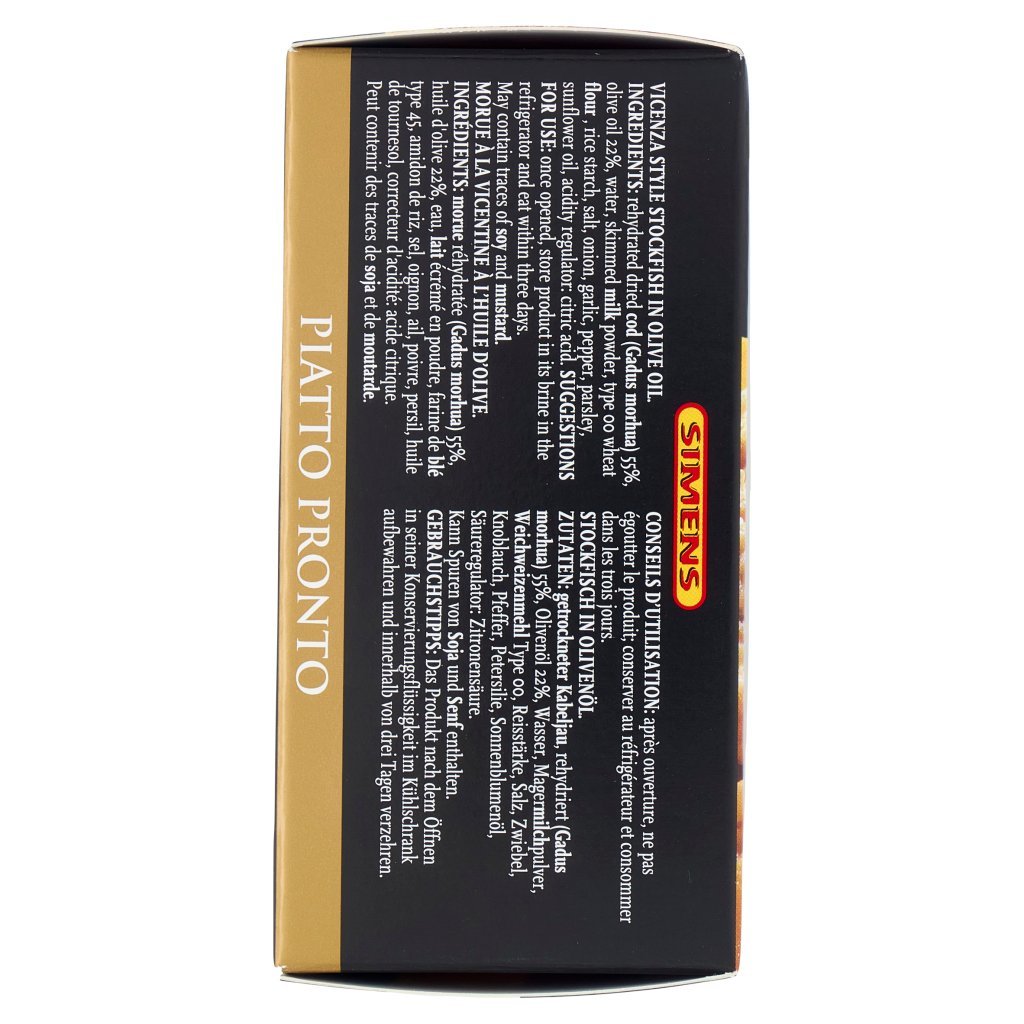 SIMENS
VICENZA STYLE STOCKFISH IN OLIVE OIL.
INGREDIENTS: rehydrated dried cod (Gadus morhua) 55%,
olive oil 22%, water, skimmed milk powder, type 00 wheat
flour , rice starch, salt, onion, garlic, pepper, parsley,
sunflower oil, acidity regulator: citric acid. SUGGESTIONS
FOR USE: once opened, store product in its brine in the
refrigerator and eat within three days.
May contain traces of soy and mustard.
MORUE À LA VICENTINE À L'HUILE D'OLIVE.
INGRÉDIENTS: morue réhydratée (Gadus morhua) 55%,
huile d'olive 22%, eau, lait écrémé en poudre, farine de blé
type 45, amidon de riz, sel, oignon, ail, poivre, persil, huile
de tournesol, correcteur d'acidité: acide citrique.
Peut contenir des traces de soja et de moutarde.
CONSEILS D'UTILISATION: après ouverture, ne pas
égoutter le produit; conserver au réfrigérateur et consommer
dans les trois jours.
STOCKFISCH IN OLIVENÖL.
ZUTATEN: getrockneter Kabeljau, rehydriert (Gadus
morhua) 55%, Olivenöl 22%, Wasser, Magermilchpulver,
Weichweizenmehl Type 00, Reisstärke, Salz, Zwiebel,
Knoblauch, Pfeffer, Petersilie, Sonnenblumenöl,
Säureregulator: Zitronensäure.
Kann Spuren von Soja und Senf enthalten.
GEBRAUCHSTIPPS: Das Produkt nach dem Öffnen
in seiner Konservierungsflüssigkeit im Kühlschrank
aufbewahren und innerhalb von drei Tagen verzehren.
PIATTO PRONTO